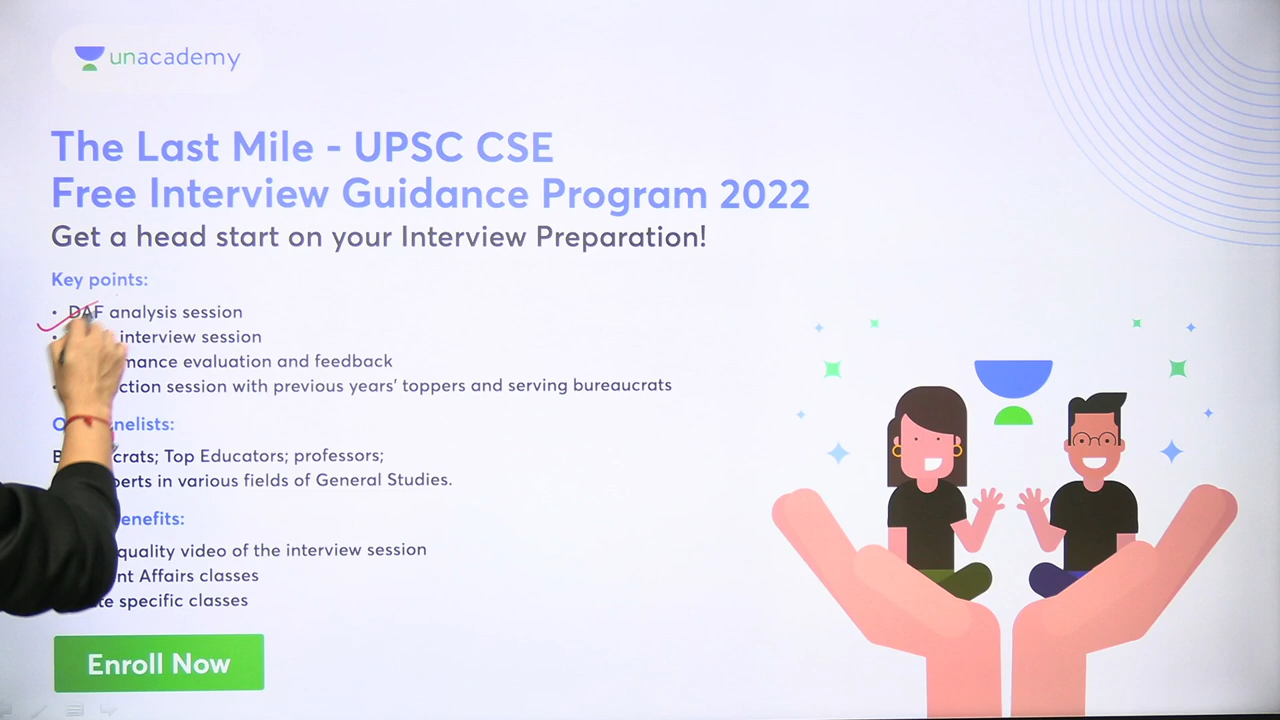 unacademy
The Last Mile - UPSC CSE
Free Interview Guidance Program 2022
Get a head start on your Interview Preparation!
Key points:
• DAF analysis session
• interview session
mance evaluation and feedback
• ction session with previous years' toppers and serving bureaucrats
O nelists:
B crats; Top Educators; professors;
perts in various fields of General Studies.
enefits:
quality video of the interview session
nt Affairs classes
te specific classes
Enroll Now